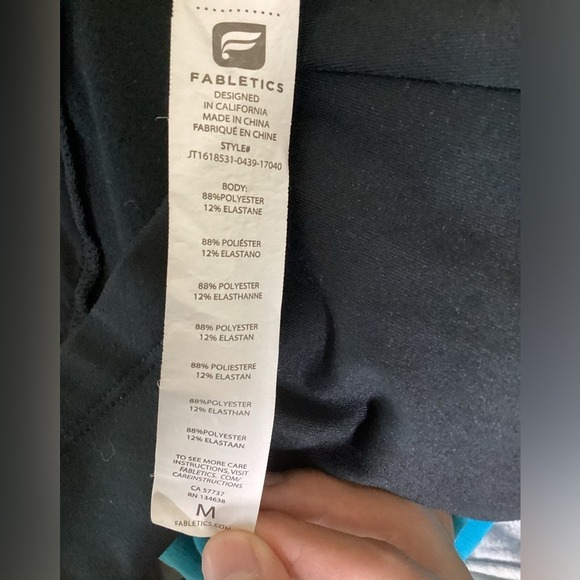 FABLETICS
DESIGNED
IN CALIFORNIA
MADE IN CHINA
FABRIQUÉ EN CHINE
STYLE#
JT1618531-0439-17040
BODY:
88%POLYESTER
12% ELASTANE
88% POLIÉSTER
12% ELASTANO
88% POLYESTER
12% ELASTHANNE
88% POLYESTER
12% ELASTAN
88% POLIESTERE
12% ELASTAN
88%POLYESTER
12% ELASTHAN
88%POLYESTER
12% ELASTAAN
TO SEE MORE CARE
INSTRUCTIONS, VISIT
FABLETICS. COM/
CAREINSTRUCTIONS
CA 57737
RN 134638
M
FABLETICS.COM